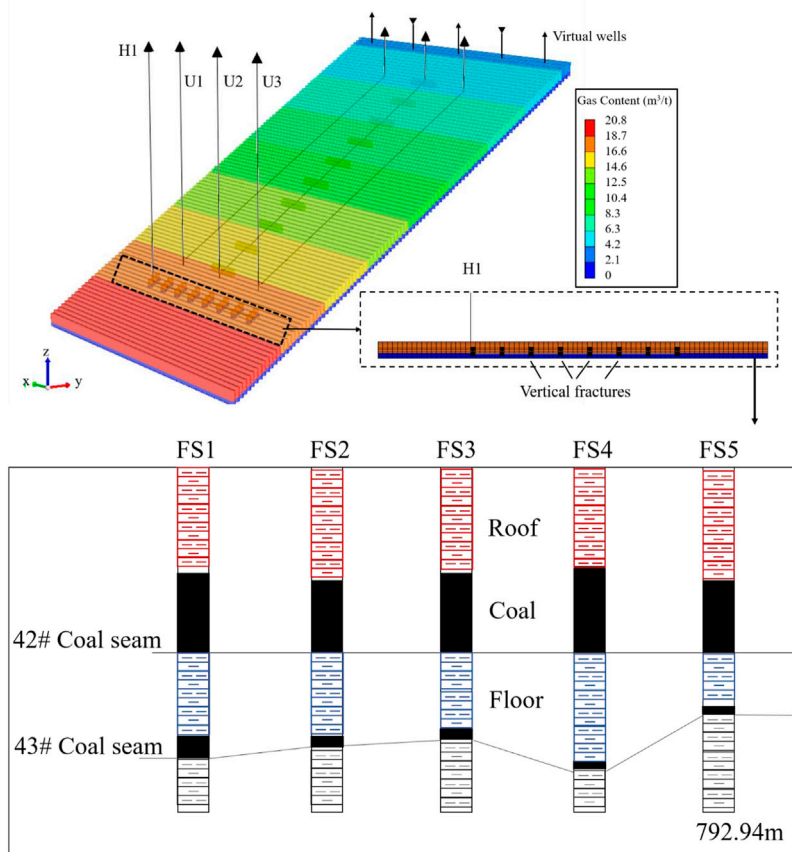 Virtual wells
H1
U1
U2
U3
Gas Content (m³/t)
20.8
18.7
16.6
14.6
12.5
10.4
8.3
6.3
4.2
2.1
0
H1
Vertical fractures
z
x
y
FS1 FS2 FS3 FS4 FS5
Roof
Coal
42# Coal seam
Floor
43# Coal seam
792.94m